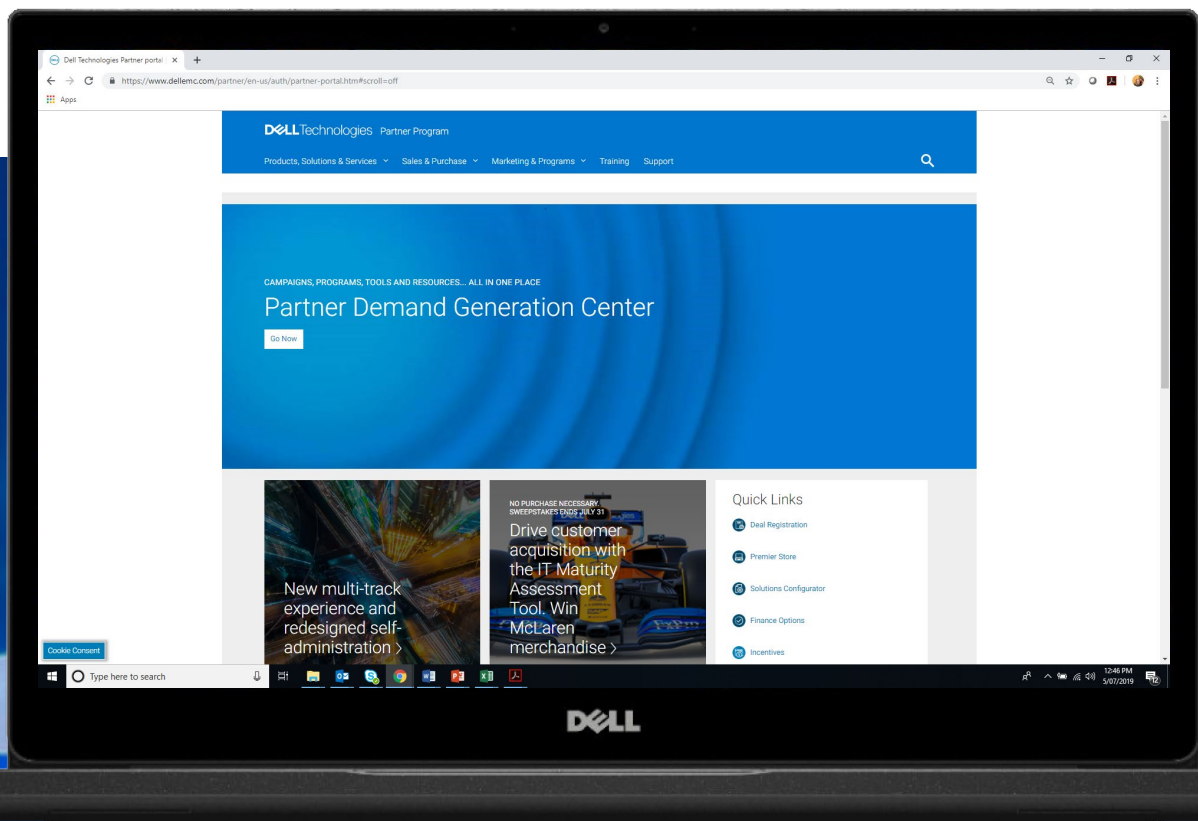 Dell Technologies Partner portal
https://www.dellemc.com/partner/en-us/auth/partner-portal.htm#scroll=off
Apps
DELLTechnologies Partner Program
Products, Solutions & Services Sales & Purchase Marketing & Programs Training Support
CAMPAIGNS, PROGRAMS, TOOLS AND RESOURCES... ALL IN ONE PLACE
Partner Demand Generation Center
Go Now
New multi-track
experience and
redesigned self-
administration >
NO PURCHASE NECESSARY.
SWEEPSTAKES ENDS JULY 31
Drive customer
acquisition with
the IT Maturity
Assessment
Tool. Win
McLaren
merchandise >
Quick Links
Deal Registration
Premier Store
Solutions Configurator
Finance Options
Incentives
Cookie Consent
Type here to search
12:46 PM
5/07/2019
12
DELL